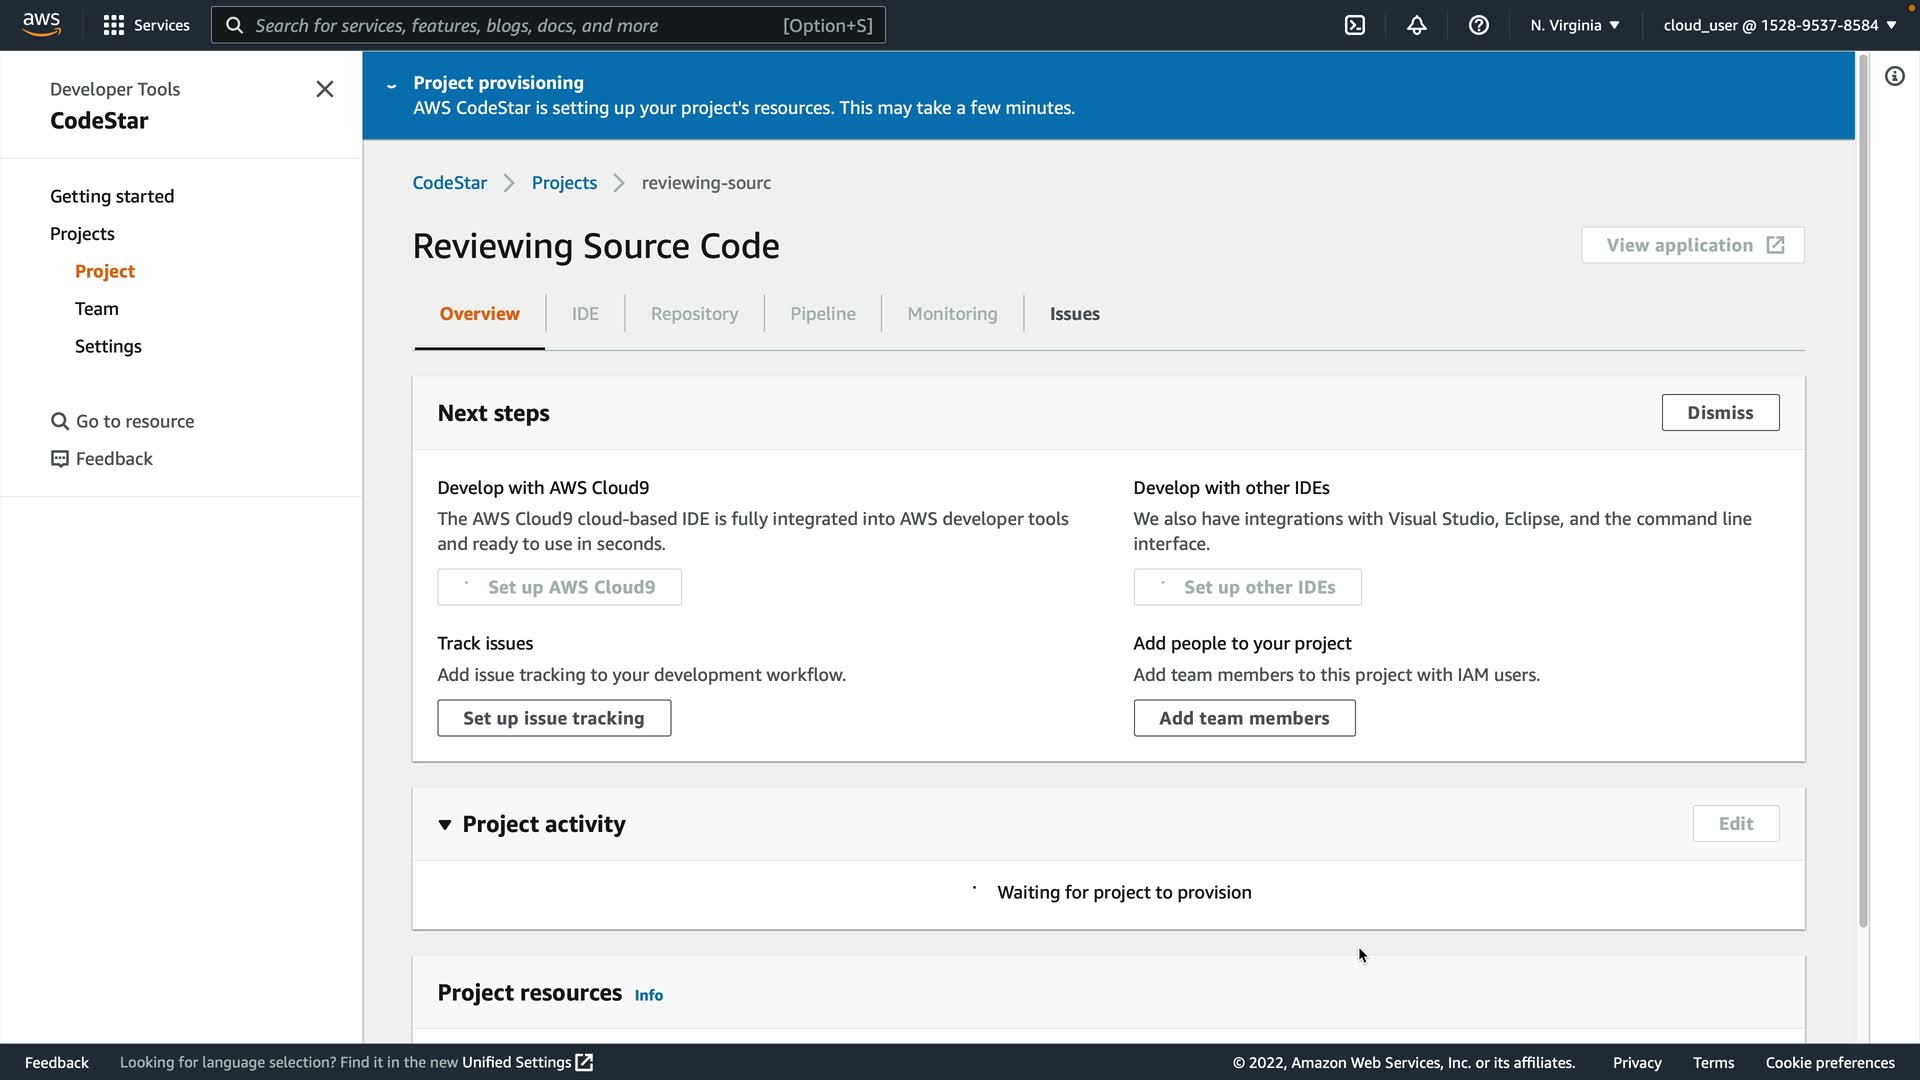 aws
Services
Search for services, features, blogs, docs, and more
[Option+S]
N. Virginia
cloud_user @ 1528-9537-8584
Developer Tools
CodeStar
Getting started
Projects
Project
Team
Settings
Go to resource
Feedback
Project provisioning
AWS CodeStar is setting up your project's resources. This may take a few minutes.
CodeStar
Projects
reviewing-sourc
Reviewing Source Code
View application
Overview
IDE
Repository
Pipeline
Monitoring
Issues
Next steps
Dismiss
Develop with AWS Cloud9
The AWS Cloud9 cloud-based IDE is fully integrated into AWS developer tools
and ready to use in seconds.
Set up AWS Cloud9
Develop with other IDEs
We also have integrations with Visual Studio, Eclipse, and the command line
interface.
Set up other IDEs
Track issues
Add issue tracking to your development workflow.
Set up issue tracking
Add people to your project
Add team members to this project with IAM users.
Add team members
Project activity
Edit
Waiting for project to provision
Project resources
Info
Feedback
Looking for language selection? Find it in the new Unified Settings
© 2022, Amazon Web Services, Inc. or its affiliates.
Privacy
Terms
Cookie preferences